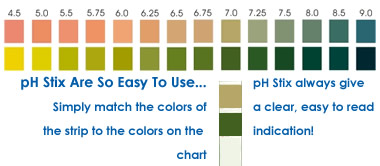 4.5 5.0 5.5 5.75 6.0 6.25 6.5 6.75 7.0 7.25 7.5 8.0 8.5 9.0
pH Stix Are So Easy To Use...
Simply match the colors of
the strip to the colors on the
chart
pH Stix always give
a clear, easy to read
indication!